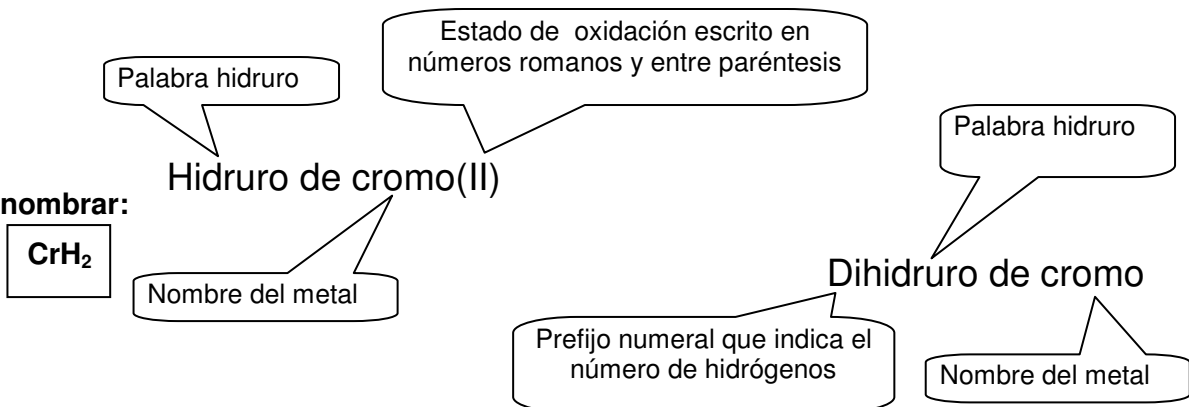 Estado de oxidación escrito en
números romanos y entre paréntesis
Palabra hidruro
Palabra hidruro
Hidruro de cromo(II)
nombrar:
CrH₂
Nombre del metal
Dihidruro de cromo
Prefijo numeral que indica el
número de hidrógenos
Nombre del metal